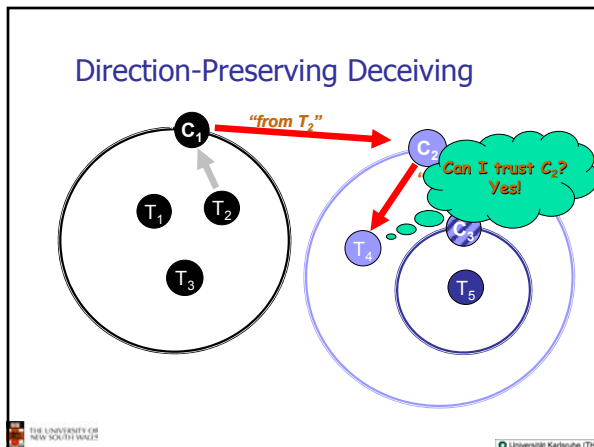 Direction-Preserving Deceiving
C1
"from T2"
C2
Can I trust C2?
Yes!
T1
T2
T4
C3
T3
T5
THE UNIVERSITY OF
NEW SOUTH WALES
Universität Karlsruhe (TH)